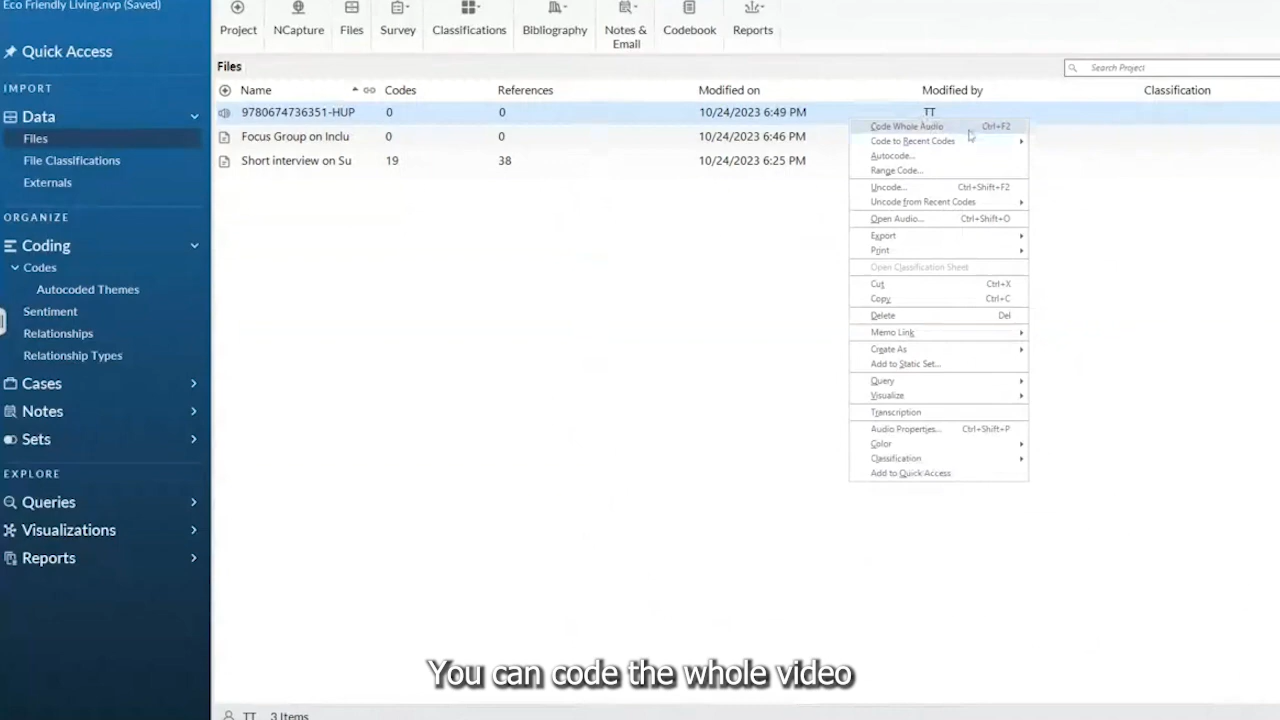 Eco Friendly Living.nvp (Saved)
Quick Access
IMPORT
Data
Files
File Classifications
Externals
ORGANIZE
Coding
Codes
Autocoded Themes
Sentiment
Relationships
Relationship Types
Cases
Notes
Sets
EXPLORE
Queries
Visualizations
Reports
Project NCapture Files Survey Classifications Bibliography Notes & Email Codebook Reports
Files
Search Project
Name Codes References Modified on Modified by Classification
9780674736351-HUP 0 0 10/24/2023 6:49 PM TT
Focus Group on Inclu 0 0 10/24/2023 6:46 PM
Short interview on Su 19 38 10/24/2023 6:25 PM
Code Whole Audio Ctrl+F2
Code to Recent Codes
Autocode...
Range Code...
Uncode... Ctrl+Shift+F2
Uncode from Recent Codes
Open Audio... Ctrl+Shift+O
Export
Print
Open Classification Sheet
Cut Ctrl+X
Copy Ctrl+C
Delete Del
Memo Link
Create As
Add to Static Set...
Query
Visualize
Transcription
Audio Properties... Ctrl+Shift+P
Color
Classification
Add to Quick Access
You can code the whole video
TT 3 Items